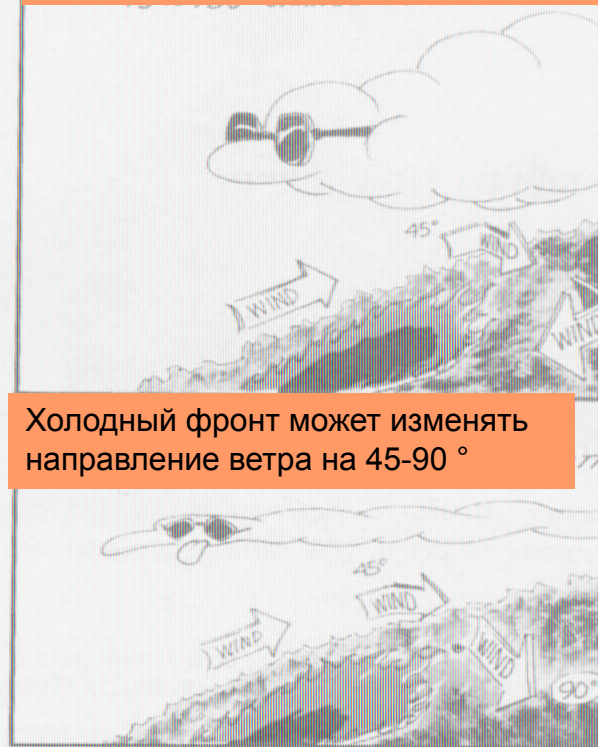 45°
WIND
WIND
WIND
Холодный фронт может изменять
направление ветра на 45-90 °
45°
WIND
WIND
WIND
90°